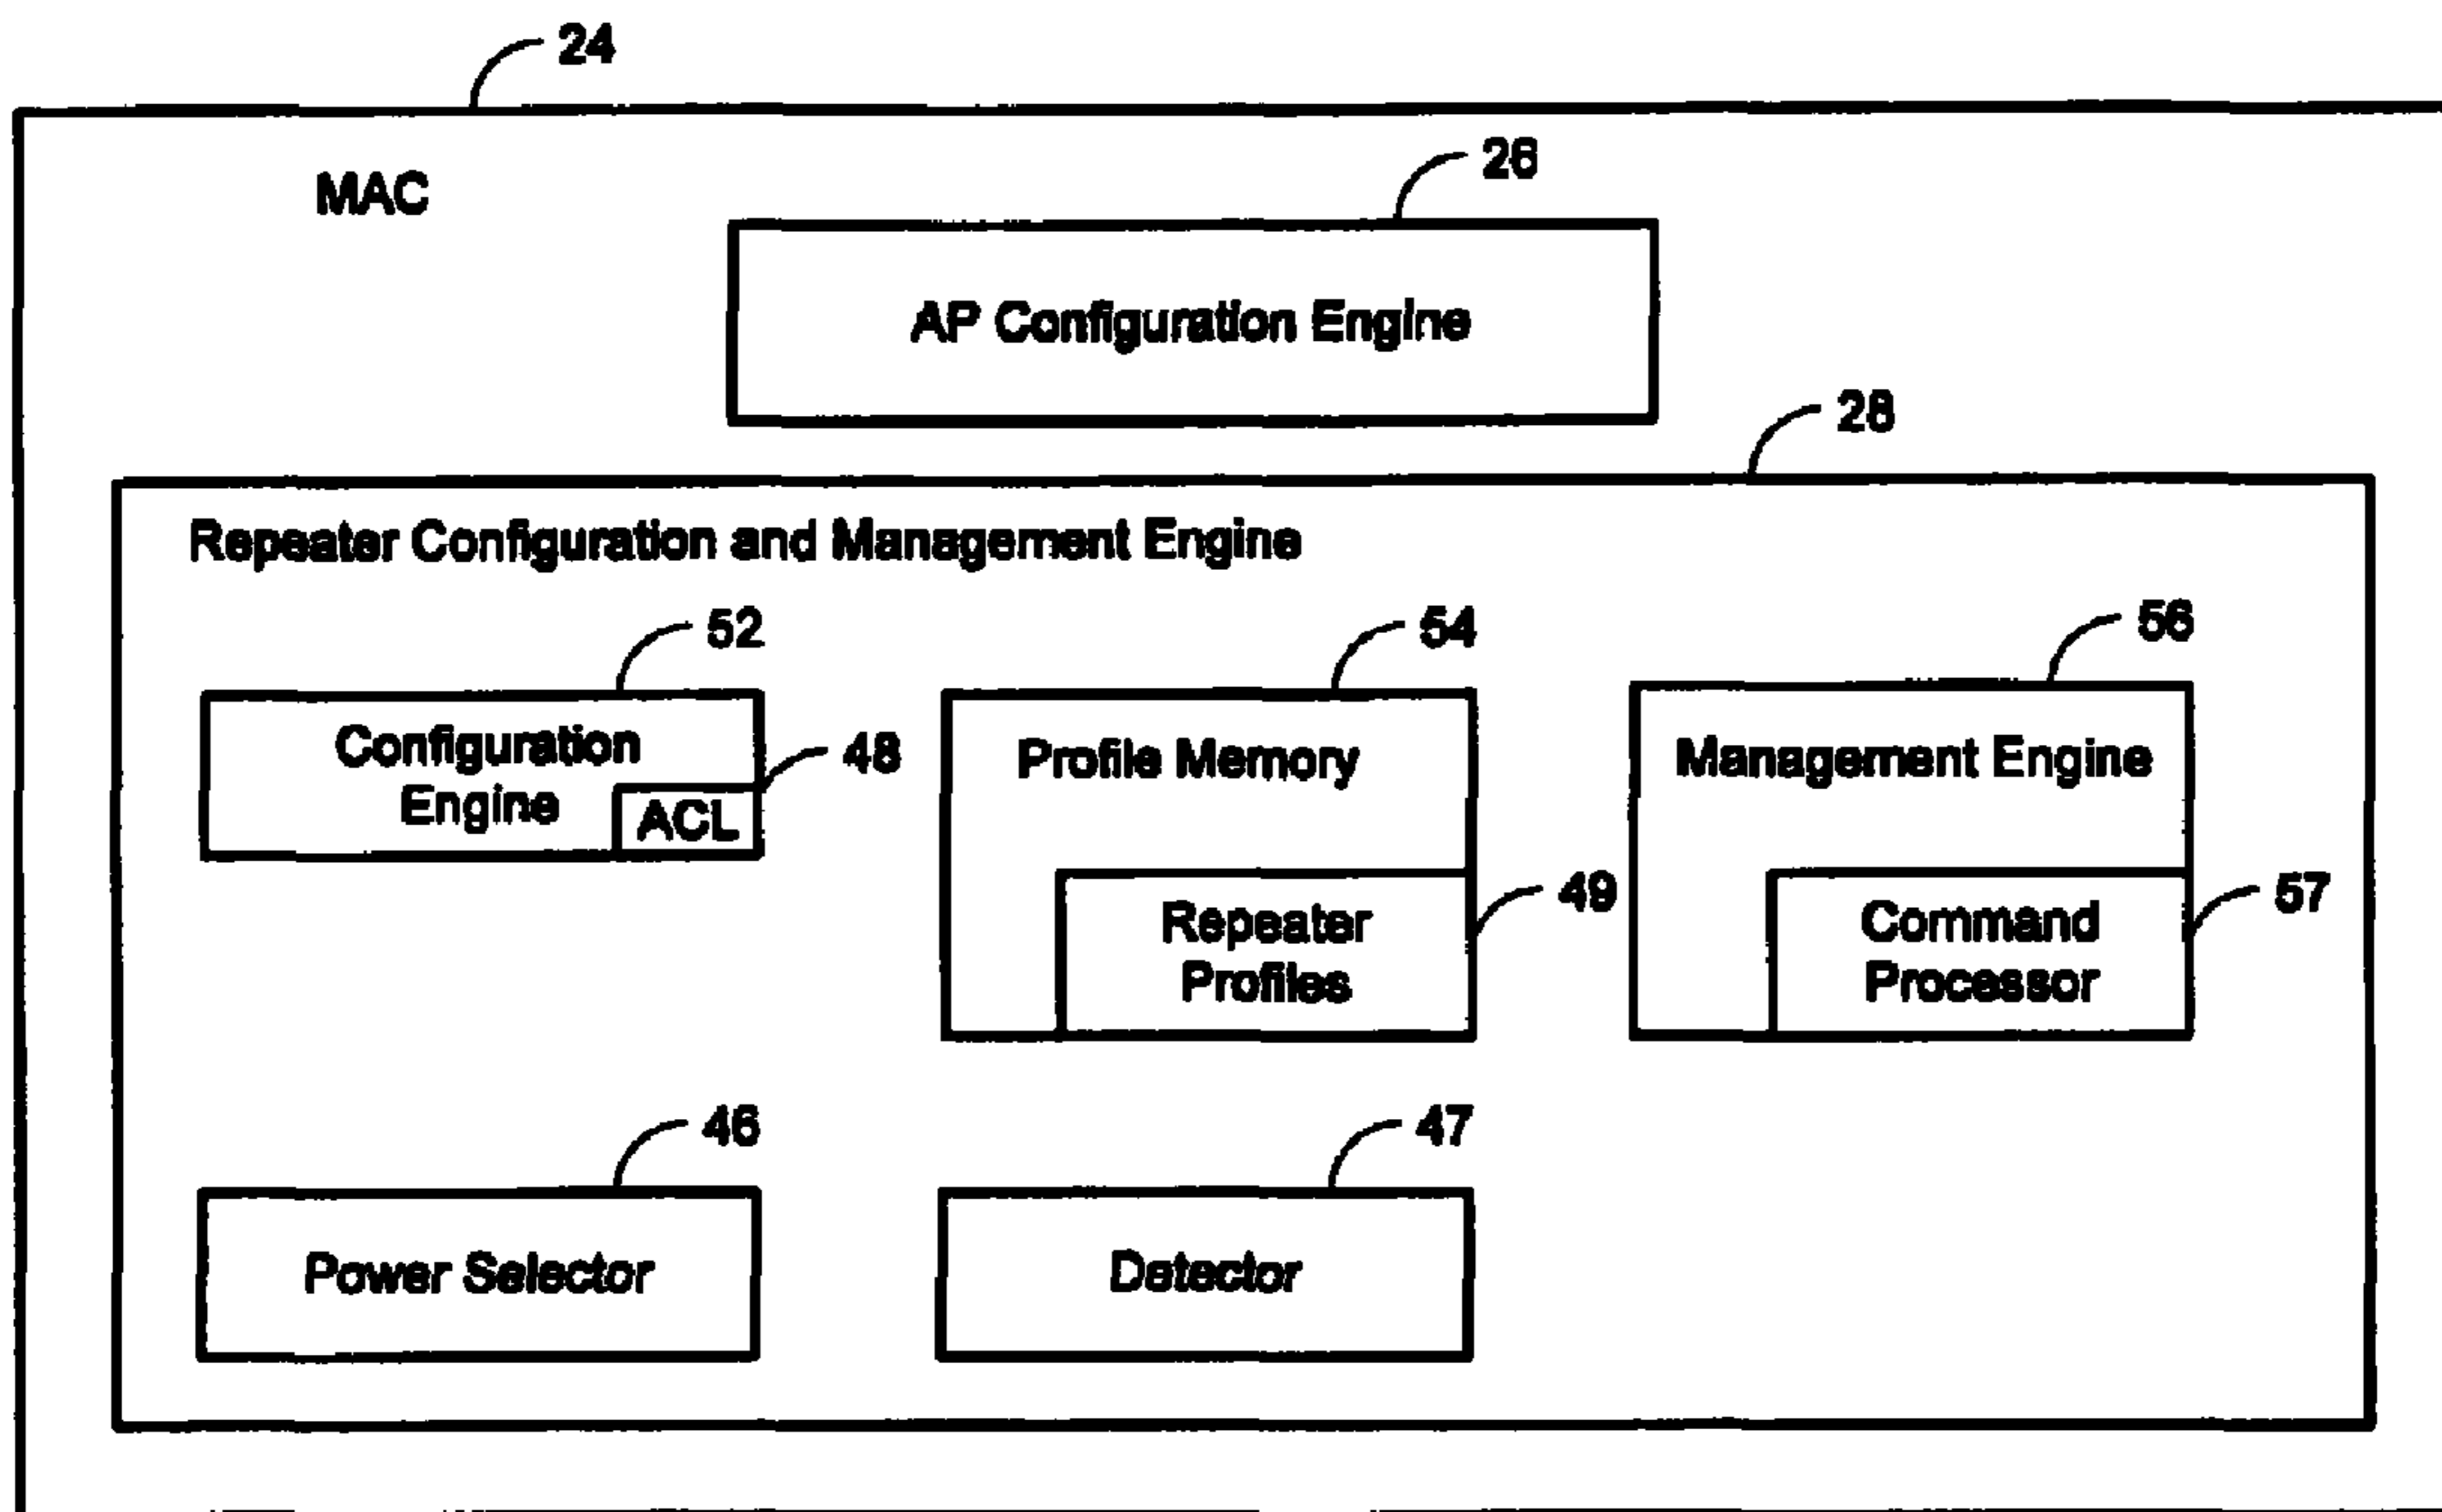 24
MAC
26
AP Configuration Engine
28
Repeater Configuration and Management Engine
52
54
56
Configuration
Engine
48
ACL
Profile Memory
Management Engine
49
57
Repeater
Profiles
Command
Processor
46
47
Power Selector
Detector